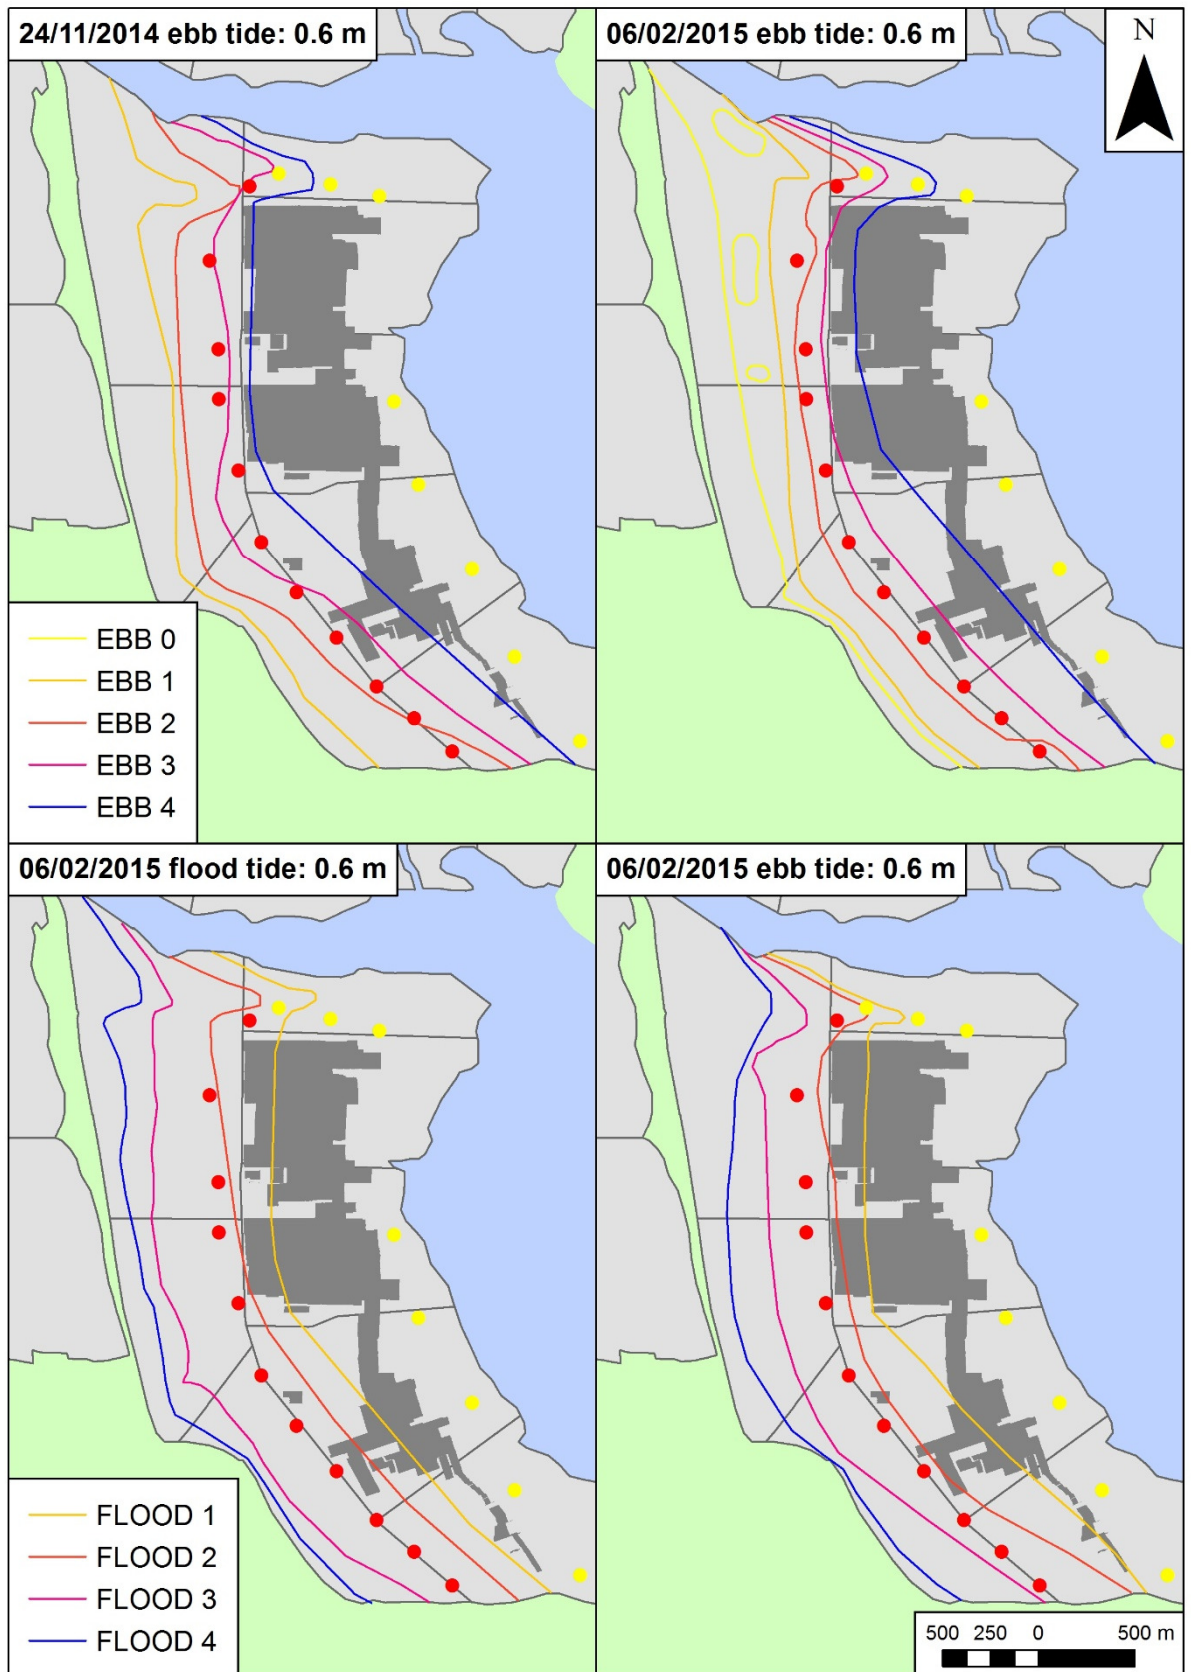 24/11/2014 ebb tide: 0.6 m
06/02/2015 ebb tide: 0.6 m
N
EBB 0
EBB 1
EBB 2
EBB 3
EBB 4
06/02/2015 flood tide: 0.6 m
06/02/2015 ebb tide: 0.6 m
FLOOD 1
FLOOD 2
FLOOD 3
FLOOD 4
500 250 0 500 m